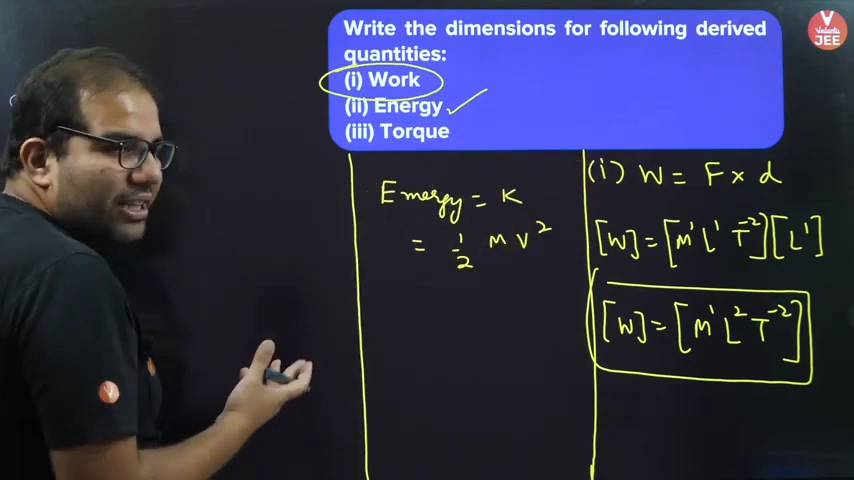 Write the dimensions for following derived
quantities:
(i) Work
(ii) Energy
(iii) Torque
Vedantu
JEE
Energy = K
= 1/2 M V²
(i) W = F × d
[W] = [M¹ L¹ T⁻²][L¹]
[W] = [M¹ L² T⁻²]